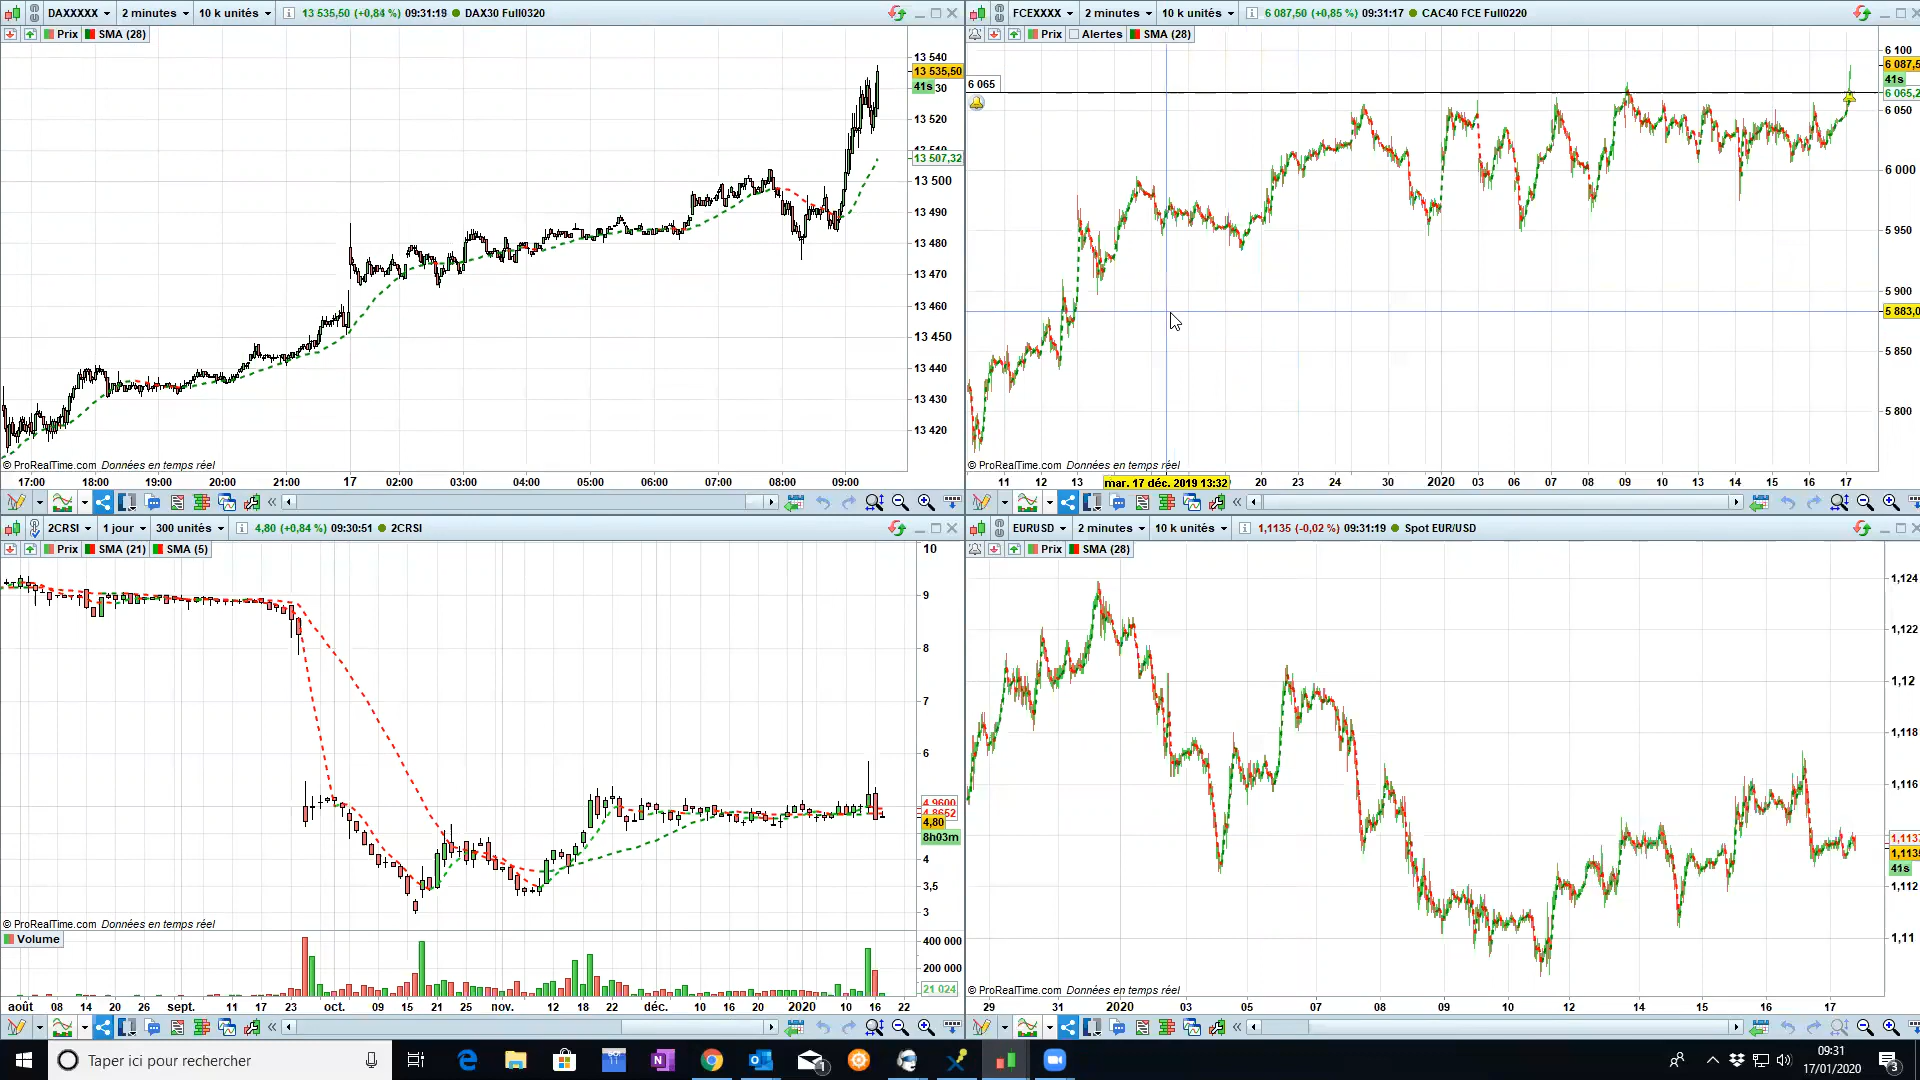 DAXXXXX 2 minutes 10 k unités 13 535,50 (+0,84 %) 09:31:19 DAX30 Full0320
Prix SMA (28)
13 540
13 535,50
41s 30
13 520
13 507,32
13 500
13 490
13 480
13 470
13 460
13 450
13 440
13 430
13 420
© ProRealTime.com Données en temps réel
17:00 18:00 19:00 20:00 21:00 17 02:00 03:00 04:00 05:00 06:00 07:00 08:00 09:00
FCEXXXX 2 minutes 10 k unités 6 087,50 (+0,85 %) 09:31:17 CAC40 FCE Full0220
Prix Alertes SMA (28)
6 065
6 100
6 087,5
41s
6 065,2
6 050
6 000
5 950
5 900
5 883,0
5 850
5 800
© ProRealTime.com Données en temps réel
11 12 13 mar. 17 déc. 2019 13:32 20 23 24 30 2020 03 06 07 08 09 10 13 14 15 16 17
2CRSI 1 jour 300 unités 4,80 (+0,84 %) 09:30:51 2CRSI
Prix SMA (21) SMA (5)
10
9
8
7
6
4,9600
4,8652
4,80
8h03m
4
3,5
3
© ProRealTime.com Données en temps réel
Volume
400 000
200 000
21 024
août 08 14 20 26 sept. 11 17 23 oct. 09 15 21 25 nov. 12 18 22 déc. 10 16 20 2020 10 16 22
EURUSD 2 minutes 10 k unités 1,1135 (-0,02 %) 09:31:19 Spot EUR/USD
Prix SMA (28)
1,124
1,122
1,12
1,118
1,116
1,1137
1,1135
41s
1,112
1,11
© ProRealTime.com Données en temps réel
29 31 2020 03 05 07 08 09 10 12 13 14 15 16 17
Taper ici pour rechercher
1
09:31
17/01/2020
3